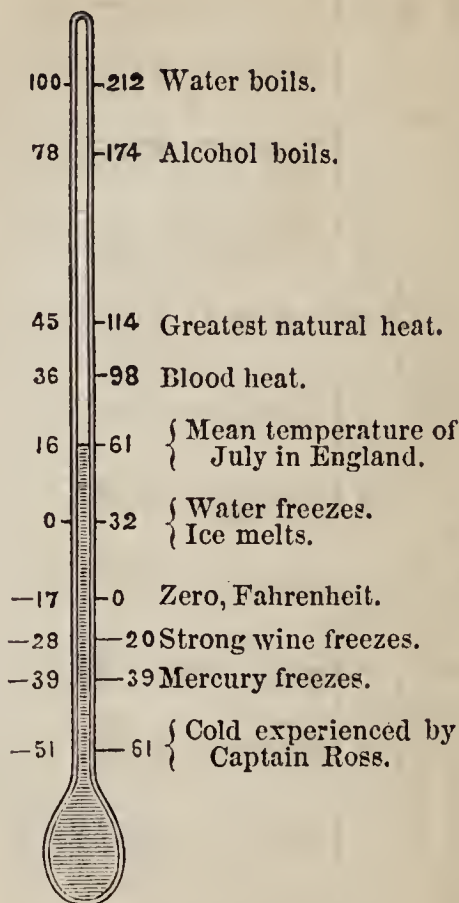 100 212 Water boils.
78 174 Alcohol boils.
45 114 Greatest natural heat.
36 98 Blood heat.
16 61 { Mean temperature of
July in England.
0 32 { Water freezes.
Ice melts.
—17 0 Zero, Fahrenheit.
—28 —20 Strong wine freezes.
—39 —39 Mercury freezes.
—51 —61 { Cold experienced by
Captain Ross.